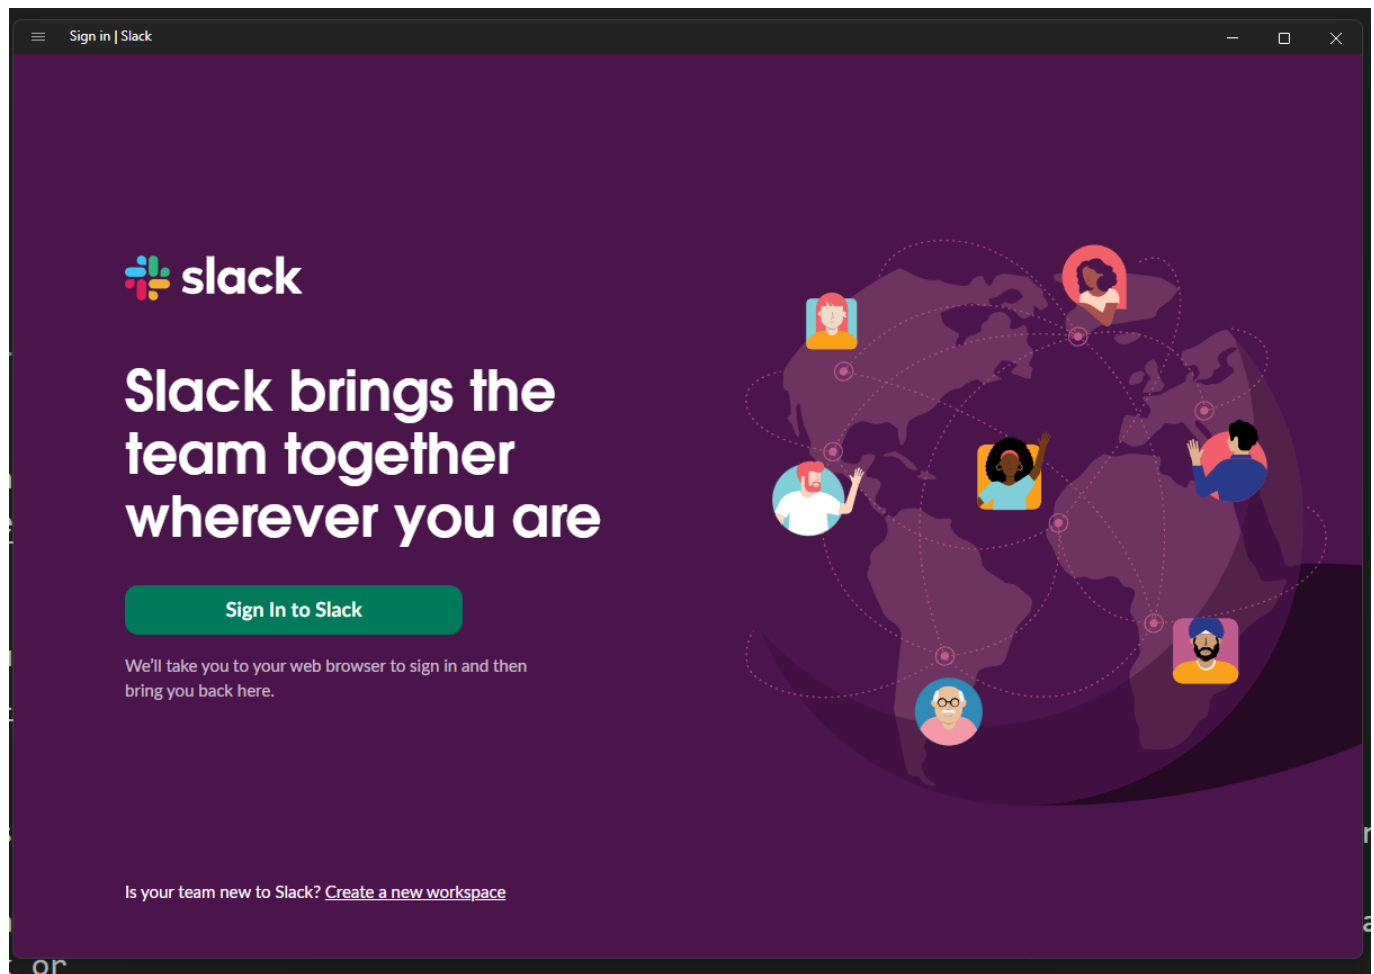 Sign in | Slack
slack
Slack brings the
team together
wherever you are
Sign In to Slack
We'll take you to your web browser to sign in and then
bring you back here.
Is your team new to Slack? Create a new workspace
or